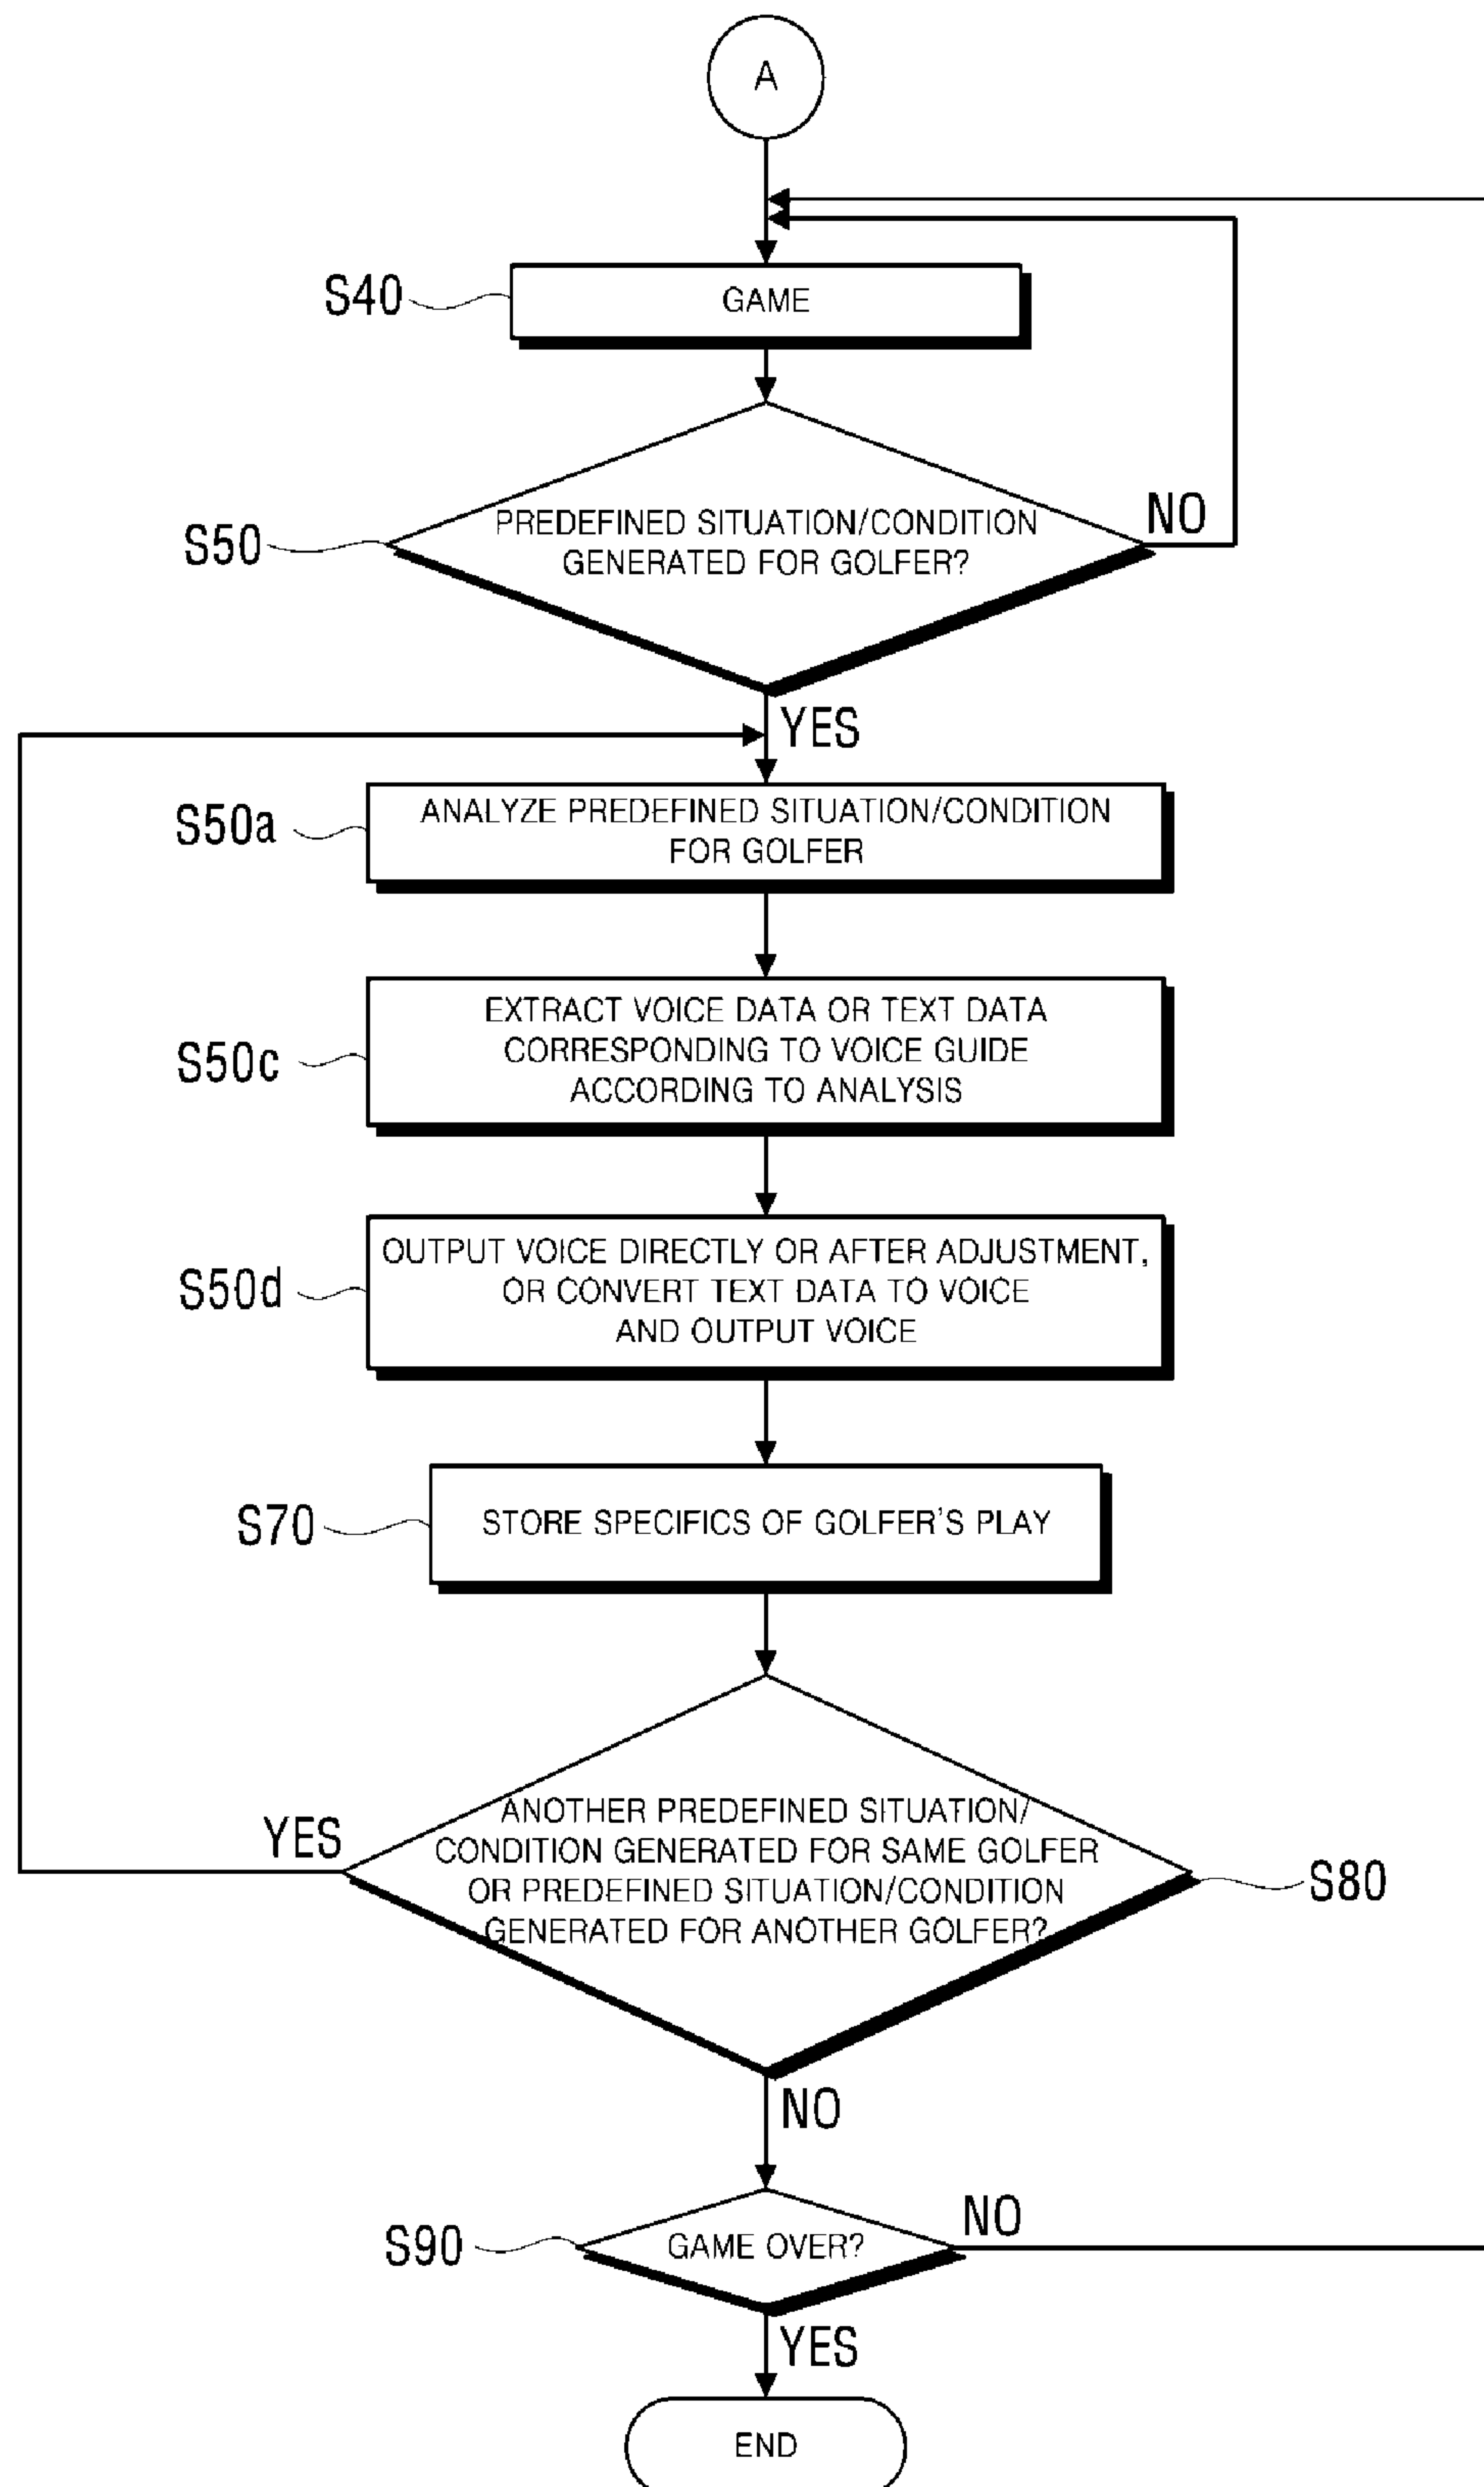 A
S40
GAME
S50
PREDEFINED SITUATION/CONDITION
GENERATED FOR GOLFER?
NO
YES
S50a
ANALYZE PREDEFINED SITUATION/CONDITION
FOR GOLFER
S50c
EXTRACT VOICE DATA OR TEXT DATA
CORRESPONDING TO VOICE GUIDE
ACCORDING TO ANALYSIS
S50d
OUTPUT VOICE DIRECTLY OR AFTER ADJUSTMENT,
OR CONVERT TEXT DATA TO VOICE
AND OUTPUT VOICE
S70
STORE SPECIFICS OF GOLFER'S PLAY
YES
ANOTHER PREDEFINED SITUATION/
CONDITION GENERATED FOR SAME GOLFER
OR PREDEFINED SITUATION/CONDITION
GENERATED FOR ANOTHER GOLFER?
S80
NO
S90
GAME OVER?
NO
YES
END